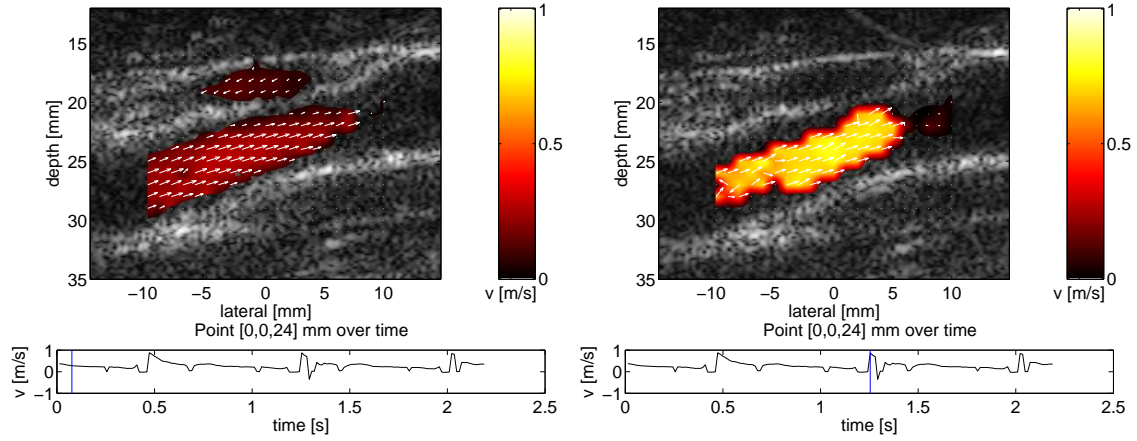 15
20
25
30
35
depth [mm]
−10 −5 0 5 10
lateral [mm]
1
0.5
0
v [m/s]
15
20
25
30
35
depth [mm]
−10 −5 0 5 10
lateral [mm]
1
0.5
0
v [m/s]
Point [0,0,24] mm over time
1
0
−1
v [m/s]
0 0.5 1 1.5 2 2.5
time [s]
Point [0,0,24] mm over time
1
0
−1
v [m/s]
0 0.5 1 1.5 2 2.5
time [s]